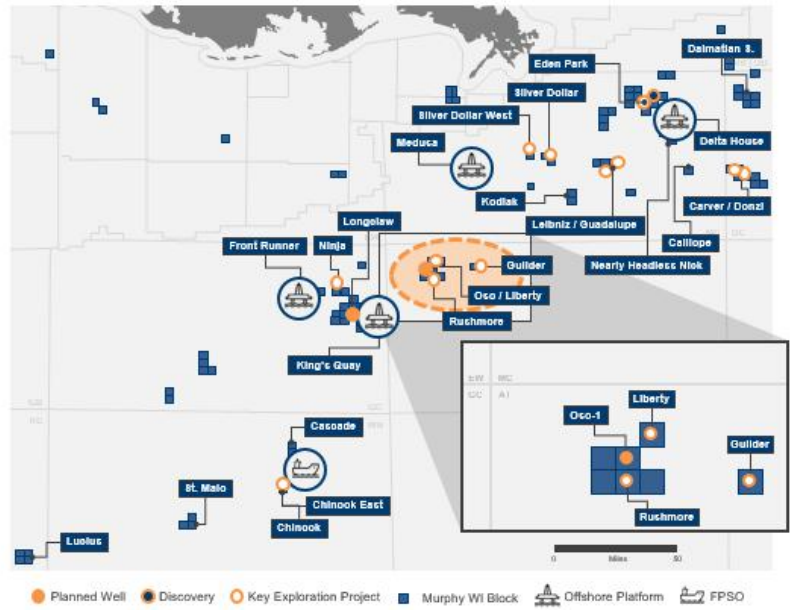 Dalmatian S.
Eden Park
Silver Dollar
Silver Dollar West
Medusa
Delta House
Kodiak
Carver / Donzi
Longclaw
Leibniz / Guadalupe
Calliope
Front Runner
Ninja
Guilder
Nearly Headless Nick
Oso / Liberty
Rushmore
King's Quay
EW MC
GC AT
Liberty
Oso-1
Guilder
Rushmore
Cascade
St. Malo
Chinook East
Chinook
Lucius
0 Miles
Planned Well
Discovery
Key Exploration Project
Murphy WI Block
Offshore Platform
FPSO